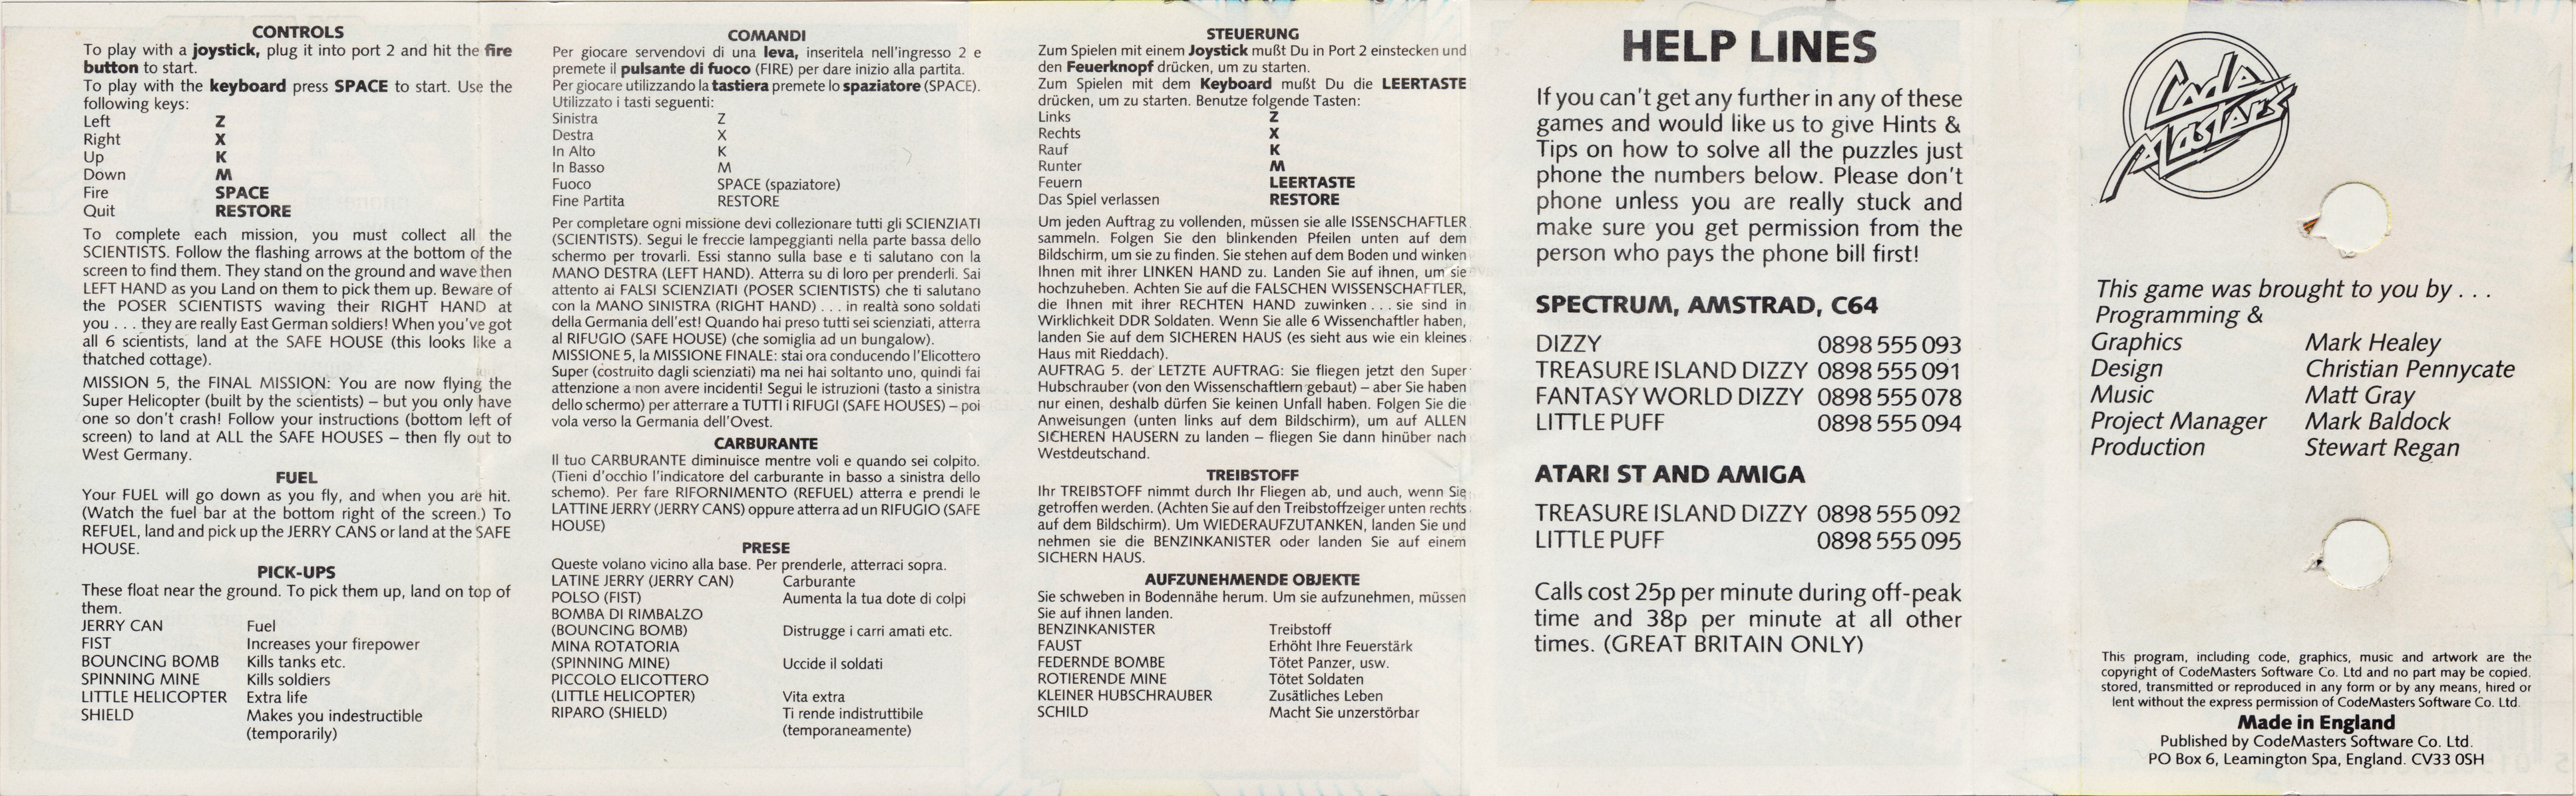 CONTROLS
To play with a joystick, plug it into port 2 and hit the fire
button to start.
To play with the keyboard press SPACE to start. Use the
following keys:
Left Z
Right X
Up K
Down M
Fire SPACE
Quit RESTORE
To complete each mission, you must collect all the
SCIENTISTS. Follow the flashing arrows at the bottom of the
screen to find them. They stand on the ground and wave then
LEFT HAND as you Land on them to pick them up. Beware of
the POSER SCIENTISTS waving their RIGHT HAND at
you . . . they are really East German soldiers! When you've got
all 6 scientists, land at the SAFE HOUSE (this looks like a
thatched cottage).
MISSION 5, the FINAL MISSION: You are now flying the
Super Helicopter (built by the scientists) – but you only have
one so don't crash! Follow your instructions (bottom left of
screen) to land at ALL the SAFE HOUSES – then fly out to
West Germany.
FUEL
Your FUEL will go down as you fly, and when you are hit.
(Watch the fuel bar at the bottom right of the screen.) To
REFUEL, land and pick up the JERRY CANS or land at the SAFE
HOUSE.
PICK-UPS
These float near the ground. To pick them up, land on top of
them.
JERRY CAN Fuel
FIST Increases your firepower
BOUNCING BOMB Kills tanks etc.
SPINNING MINE Kills soldiers
LITTLE HELICOPTER Extra life
SHIELD Makes you indestructible
(temporarily)
COMANDI
Per giocare servendovi di una leva, inseritela nell'ingresso 2 e
premete il pulsante di fuoco (FIRE) per dare inizio alla partita.
Per giocare utilizzando la tastiera premete lo spaziatore (SPACE).
Utilizzato i tasti seguenti:
Sinistra Z
Destra X
In Alto K
In Basso M
Fuoco SPACE (spaziatore)
Fine Partita RESTORE
Per completare ogni missione devi collezionare tutti gli SCIENZIATI
(SCIENTISTS). Segui le freccie lampeggianti nella parte bassa dello
schermo per trovarli. Essi stanno sulla base e ti salutano con la
MANO DESTRA (LEFT HAND). Atterra su di loro per prenderli. Sai
attento ai FALSI SCIENZIATI (POSER SCIENTISTS) che ti salutano
con la MANO SINISTRA (RIGHT HAND) . . . in realtà sono soldati
della Germania dell'est! Quando hai preso tutti sei scienziati, atterra
al RIFUGIO (SAFE HOUSE) (che somiglia ad un bungalow).
MISSIONE 5, la MISSIONE FINALE: stai ora conducendo l'Elicottero
Super (costruito dagli scienziati) ma nei hai soltanto uno, quindi fai
attenzione a non avere incidenti! Segui le istruzioni (tasto a sinistra
dello schermo) per atterrare a TUTTI i RIFUGI (SAFE HOUSES) – poi
vola verso la Germania dell'Ovest.
CARBURANTE
Il tuo CARBURANTE diminuisce mentre voli e quando sei colpito.
(Tieni d'occhio l'indicatore del carburante in basso a sinistra dello
schemo). Per fare RIFORNIMENTO (REFUEL) atterra e prendi le
LATTINE JERRY (JERRY CANS) oppure atterra ad un RIFUGIO (SAFE
HOUSE)
PRESE
Queste volano vicino alla base. Per prenderle, atterraci sopra.
LATINE JERRY (JERRY CAN) Carburante
POLSO (FIST) Aumenta la tua dote di colpi
BOMBA DI RIMBALZO
(BOUNCING BOMB) Distrugge i carri amati etc.
MINA ROTATORIA
(SPINNING MINE) Uccide il soldati
PICCOLO ELICOTTERO
(LITTLE HELICOPTER) Vita extra
RIPARO (SHIELD) Ti rende indistruttibile
(temporaneamente)
STEUERUNG
Zum Spielen mit einem Joystick mußt Du in Port 2 einstecken und
den Feuerknopf drücken, um zu starten.
Zum Spielen mit dem Keyboard mußt Du die LEERTASTE
drücken, um zu starten. Benutze folgende Tasten:
Links Z
Rechts X
Rauf K
Runter M
Feuern LEERTASTE
Das Spiel verlassen RESTORE
Um jeden Auftrag zu vollenden, müssen sie alle ISSENSCHAFTLER
sammeln. Folgen Sie den blinkenden Pfeilen unten auf dem
Bildschirm, um sie zu finden. Sie stehen auf dem Boden und winken
Ihnen mit ihrer LINKEN HAND zu. Landen Sie auf ihnen, um sie
hochzuheben. Achten Sie auf die FALSCHEN WISSENSCHAFTLER,
die Ihnen mit ihrer RECHTEN HAND zuwinken . . . sie sind in
Wirklichkeit DDR Soldaten. Wenn Sie alle 6 Wissenchaftler haben,
landen Sie auf dem SICHEREN HAUS (es sieht aus wie ein kleines
Haus mit Rieddach).
AUFTRAG 5. der LETZTE AUFTRAG: Sie fliegen jetzt den Super
Hubschrauber (von den Wissenschaftlern gebaut) – aber Sie haben
nur einen, deshalb dürfen Sie keinen Unfall haben. Folgen Sie die
Anweisungen (unten links auf dem Bildschirm), um auf ALLEN
SICHEREN HAUSERN zu landen – fliegen Sie dann hinüber nach
Westdeutschand.
TREIBSTOFF
Ihr TREIBSTOFF nimmt durch Ihr Fliegen ab, und auch, wenn Sie
getroffen werden. (Achten Sie auf den Treibstoffzeiger unten rechts
auf dem Bildschirm). Um WIEDERAUFZUTANKEN, landen Sie und
nehmen sie die BENZINKANISTER oder landen Sie auf einem
SICHERN HAUS.
AUFZUNEHMENDE OBJEKTE
Sie schweben in Bodennähe herum. Um sie aufzunehmen, müssen
Sie auf ihnen landen.
BENZINKANISTER Treibstoff
FAUST Erhöht Ihre Feuerstärk
FEDERNDE BOMBE Tötet Panzer, usw.
ROTIERENDE MINE Tötet Soldaten
KLEINER HUBSCHRAUBER Zusätliches Leben
SCHILD Macht Sie unzerstörbar
HELP LINES
If you can't get any further in any of these
games and would like us to give Hints &
Tips on how to solve all the puzzles just
phone the numbers below. Please don't
phone unless you are really stuck and
make sure you get permission from the
person who pays the phone bill first!
SPECTRUM, AMSTRAD, C64
DIZZY 0898 555 093
TREASURE ISLAND DIZZY 0898 555 091
FANTASY WORLD DIZZY 0898 555 078
LITTLE PUFF 0898 555 094
ATARI ST AND AMIGA
TREASURE ISLAND DIZZY 0898 555 092
LITTLE PUFF 0898 555 095
Calls cost 25p per minute during off-peak
time and 38p per minute at all other
times. (GREAT BRITAIN ONLY)
Code
Masters
This game was brought to you by . . .
Programming &
Graphics Mark Healey
Design Christian Pennycate
Music Matt Gray
Project Manager Mark Baldock
Production Stewart Regan
This program, including code, graphics, music and artwork are the
copyright of CodeMasters Software Co. Ltd and no part may be copied,
stored, transmitted or reproduced in any form or by any means, hired or
lent without the express permission of CodeMasters Software Co. Ltd.
Made in England
Published by CodeMasters Software Co. Ltd.
PO Box 6, Leamington Spa, England. CV33 0SH